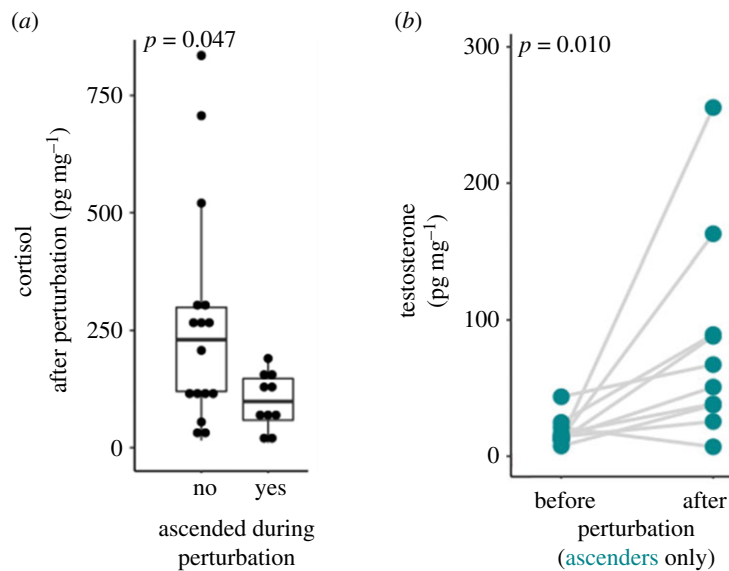 (a)
p = 0.047
750
500
250
0
cortisol
after perturbation (pg mg⁻¹)
no yes
ascended during
perturbation
(b)
p = 0.010
300
200
100
0
testosterone
(pg mg⁻¹)
before after
perturbation
(ascenders only)